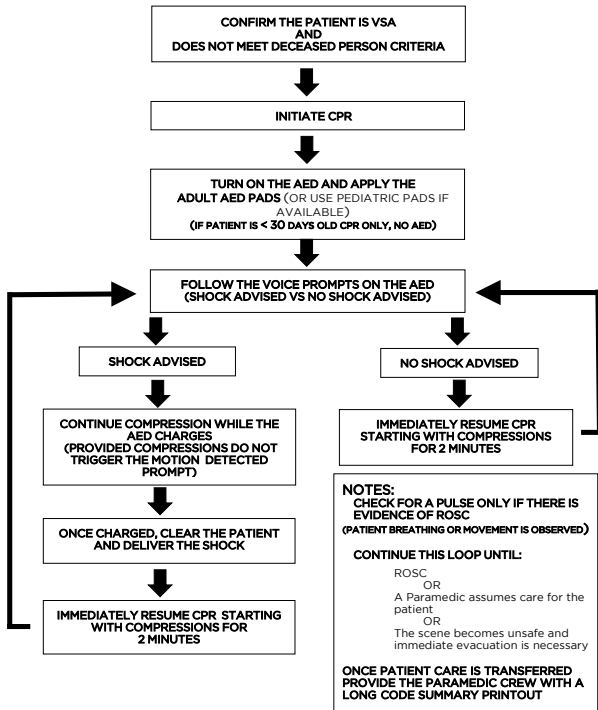 CONFIRM THE PATIENT IS VSA
AND
DOES NOT MEET DECEASED PERSON CRITERIA
INITIATE CPR
TURN ON THE AED AND APPLY THE
ADULT AED PADS (OR USE PEDIATRIC PADS IF
AVAILABLE)
(IF PATIENT IS < 30 DAYS OLD CPR ONLY, NO AED)
FOLLOW THE VOICE PROMPTS ON THE AED
(SHOCK ADVISED VS NO SHOCK ADVISED)
SHOCK ADVISED
CONTINUE COMPRESSION WHILE THE
AED CHARGES
(PROVIDED COMPRESSIONS DO NOT
TRIGGER THE MOTION DETECTED
PROMPT)
ONCE CHARGED, CLEAR THE PATIENT
AND DELIVER THE SHOCK
IMMEDIATELY RESUME CPR STARTING
WITH COMPRESSIONS FOR
2 MINUTES
NO SHOCK ADVISED
IMMEDIATELY RESUME CPR
STARTING WITH COMPRESSIONS
FOR 2 MINUTES
NOTES:
CHECK FOR A PULSE ONLY IF THERE IS
EVIDENCE OF ROSC
(PATIENT BREATHING OR MOVEMENT IS OBSERVED)
CONTINUE THIS LOOP UNTIL:
ROSC
OR
A Paramedic assumes care for the
patient
OR
The scene becomes unsafe and
immediate evacuation is necessary
ONCE PATIENT CARE IS TRANSFERRED
PROVIDE THE PARAMEDIC CREW WITH A
LONG CODE SUMMARY PRINTOUT